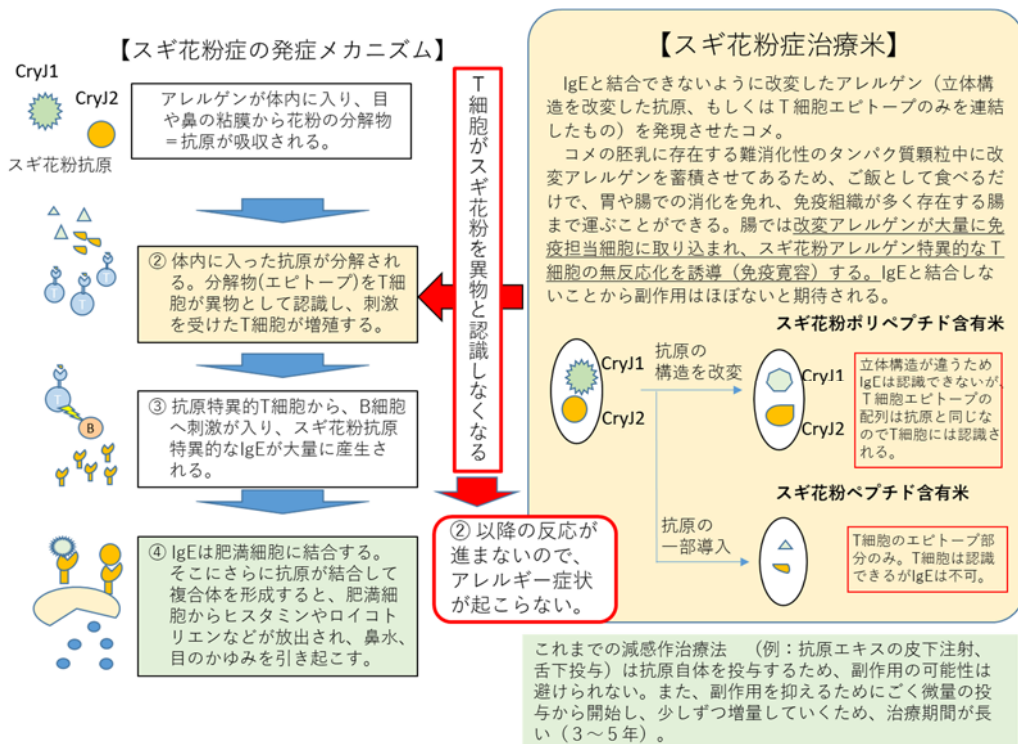 【スギ花粉症の発症メカニズム】
CryJ1
CryJ2
スギ花粉抗原
アレルゲンが体内に入り、目
や鼻の粘膜から花粉の分解物
＝抗原が吸収される。
② 体内に入った抗原が分解され
る。分解物(エピトープ)をT細
胞が異物として認識し、刺激
を受けたT細胞が増殖する。
T
T
T
③ 抗原特異的T細胞から、B細胞
へ刺激が入り、スギ花粉抗原
特異的なIgEが大量に産生さ
れる。
T
B
④ IgEは肥満細胞に結合する。
そこにさらに抗原が結合して
複合体を形成すると、肥満細
胞からヒスタミンやロイコト
リエンなどが放出され、鼻水、
目のかゆみを引き起こす。
T細胞がスギ花粉を異物と認識しなくなる
② 以降の反応が
進まないので、
アレルギー症状
が起こらない。
【スギ花粉症治療米】
IgEと結合できないように改変したアレルゲン（立体構
造を改変した抗原、もしくはT細胞エピトープのみを連結
したもの）を発現させたコメ。
コメの胚乳に存在する難消化性のタンパク質顆粒中に改
変アレルゲンを蓄積させてあるため、ご飯として食べるだ
けで、胃や腸での消化を免れ、免疫組織が多く存在する腸
まで運ぶことができる。腸では改変アレルゲンが大量に免
疫担当細胞に取り込まれ、スギ花粉アレルゲン特異的なT
細胞の無反応化を誘導（免疫寛容）する。IgEと結合しな
いことから副作用はほぼないと期待される。
スギ花粉ポリペプチド含有米
CryJ1
CryJ2
抗原の
構造を改変
CryJ1
CryJ2
立体構造が違うため
IgEは認識できないが、
T細胞エピトープの
配列は抗原と同じな
のでT細胞には認識さ
れる。
スギ花粉ペプチド含有米
抗原の
一部導入
T細胞のエピトープ部
分のみ。T細胞は認識
できるがIgEは不可。
これまでの減感作治療法　（例：抗原エキスの皮下注射、
舌下投与）は抗原自体を投与するため、副作用の可能性は
避けられない。また、副作用を抑えるためにごく微量の投
与から開始し、少しずつ増量していくため、治療期間が長
い（３～５年）。